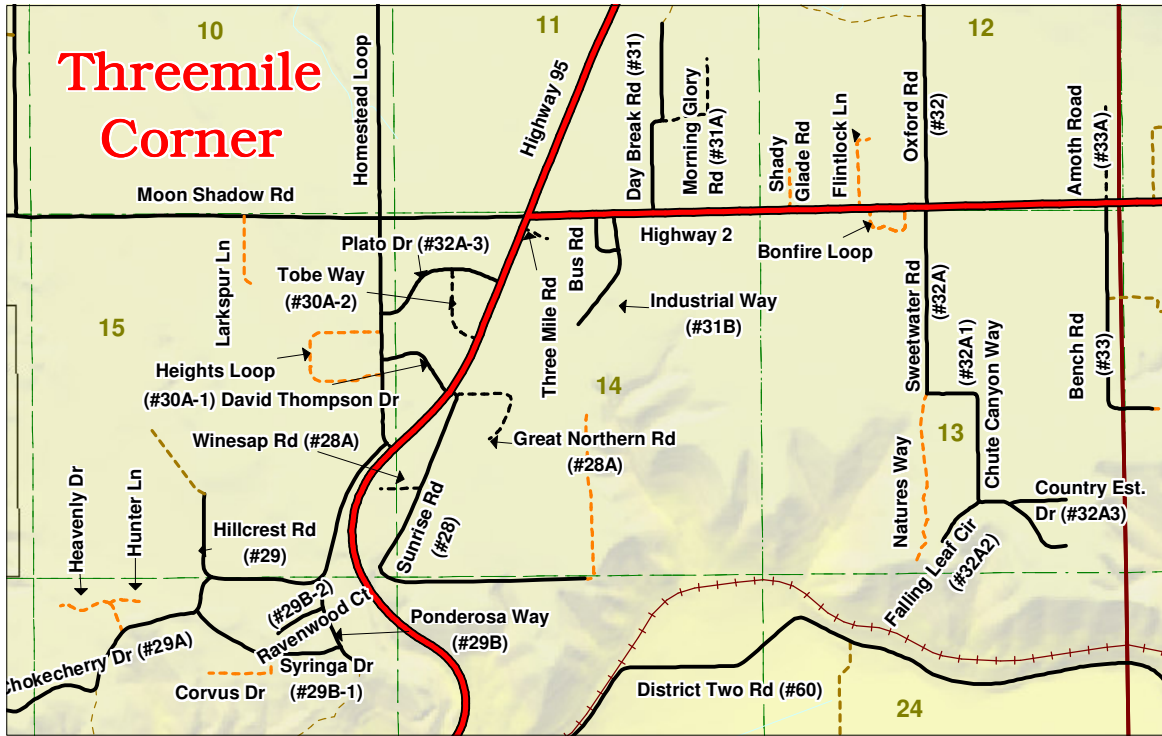 10
11
12
Threemile
Corner
Homestead Loop
Highway 95
Day Break Rd (#31)
Morning Glory
Rd (#31A)
Shady
Glade Rd
Flintlock Ln
Oxford Rd
(#32)
Amoth Road
(#33A)
Moon Shadow Rd
Larkspur Ln
Plato Dr (#32A-3)
Tobe Way
(#30A-2)
Three Mile Rd
Bus Rd
Highway 2
Bonfire Loop
Industrial Way
(#31B)
Sweetwater Rd
(#32A)
(#32A1)
Chute Canyon Way
Bench Rd
(#33)
15
Heights Loop
(#30A-1)
David Thompson Dr
14
Winesap Rd (#28A)
Great Northern Rd
(#28A)
13
Natures Way
Country Est.
Dr (#32A3)
Falling Leaf Cir
(#32A2)
Heavenly Dr
Hunter Ln
Hillcrest Rd
(#29)
Sunrise Rd
(#28)
(#29B-2)
Ravenwood Ct
Ponderosa Way
(#29B)
Chokecherry Dr (#29A)
Corvus Dr
Syringa Dr
(#29B-1)
District Two Rd (#60)
24